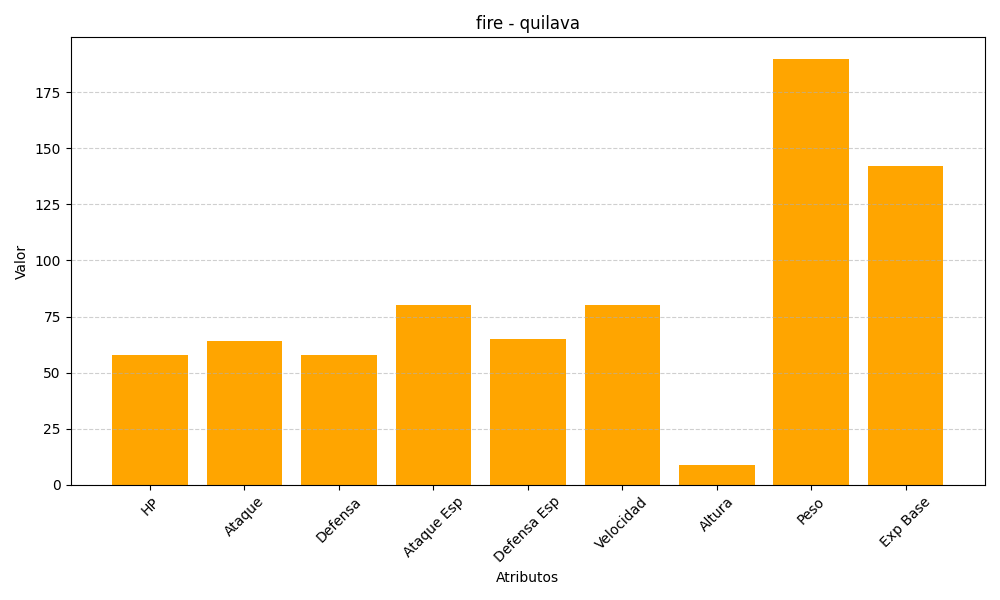 fire - quilava
Valor
175
150
125
100
75
50
25
0
HP
Ataque
Defensa
Ataque Esp
Defensa Esp
Velocidad
Altura
Peso
Exp Base
Atributos